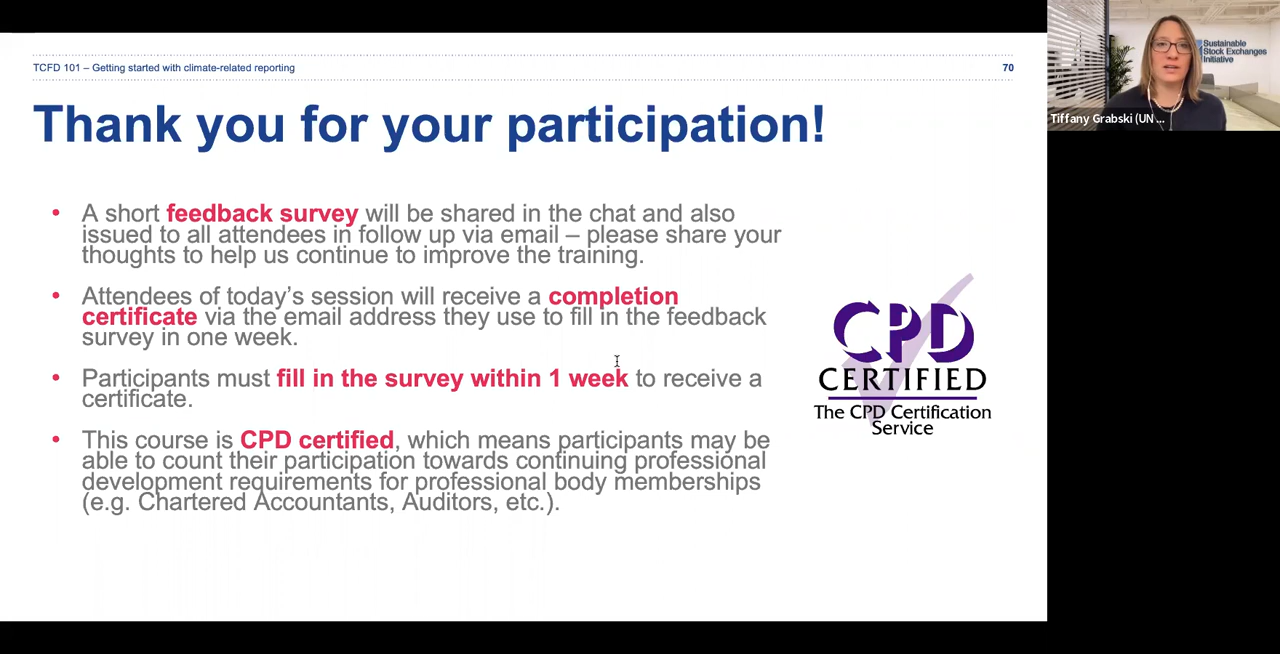 TCFD 101 – Getting started with climate-related reporting
70
Thank you for your participation!
• A short feedback survey will be shared in the chat and also
issued to all attendees in follow up via email – please share your
thoughts to help us continue to improve the training.
• Attendees of today's session will receive a completion
certificate via the email address they use to fill in the feedback
survey in one week.
• Participants must fill in the survey within 1 week to receive a
certificate.
• This course is CPD certified, which means participants may be
able to count their participation towards continuing professional
development requirements for professional body memberships
(e.g. Chartered Accountants, Auditors, etc.).
CPD
CERTIFIED
The CPD Certification
Service
Sustainable
Stock Exchanges
Initiative
Tiffany Grabski (UN ...